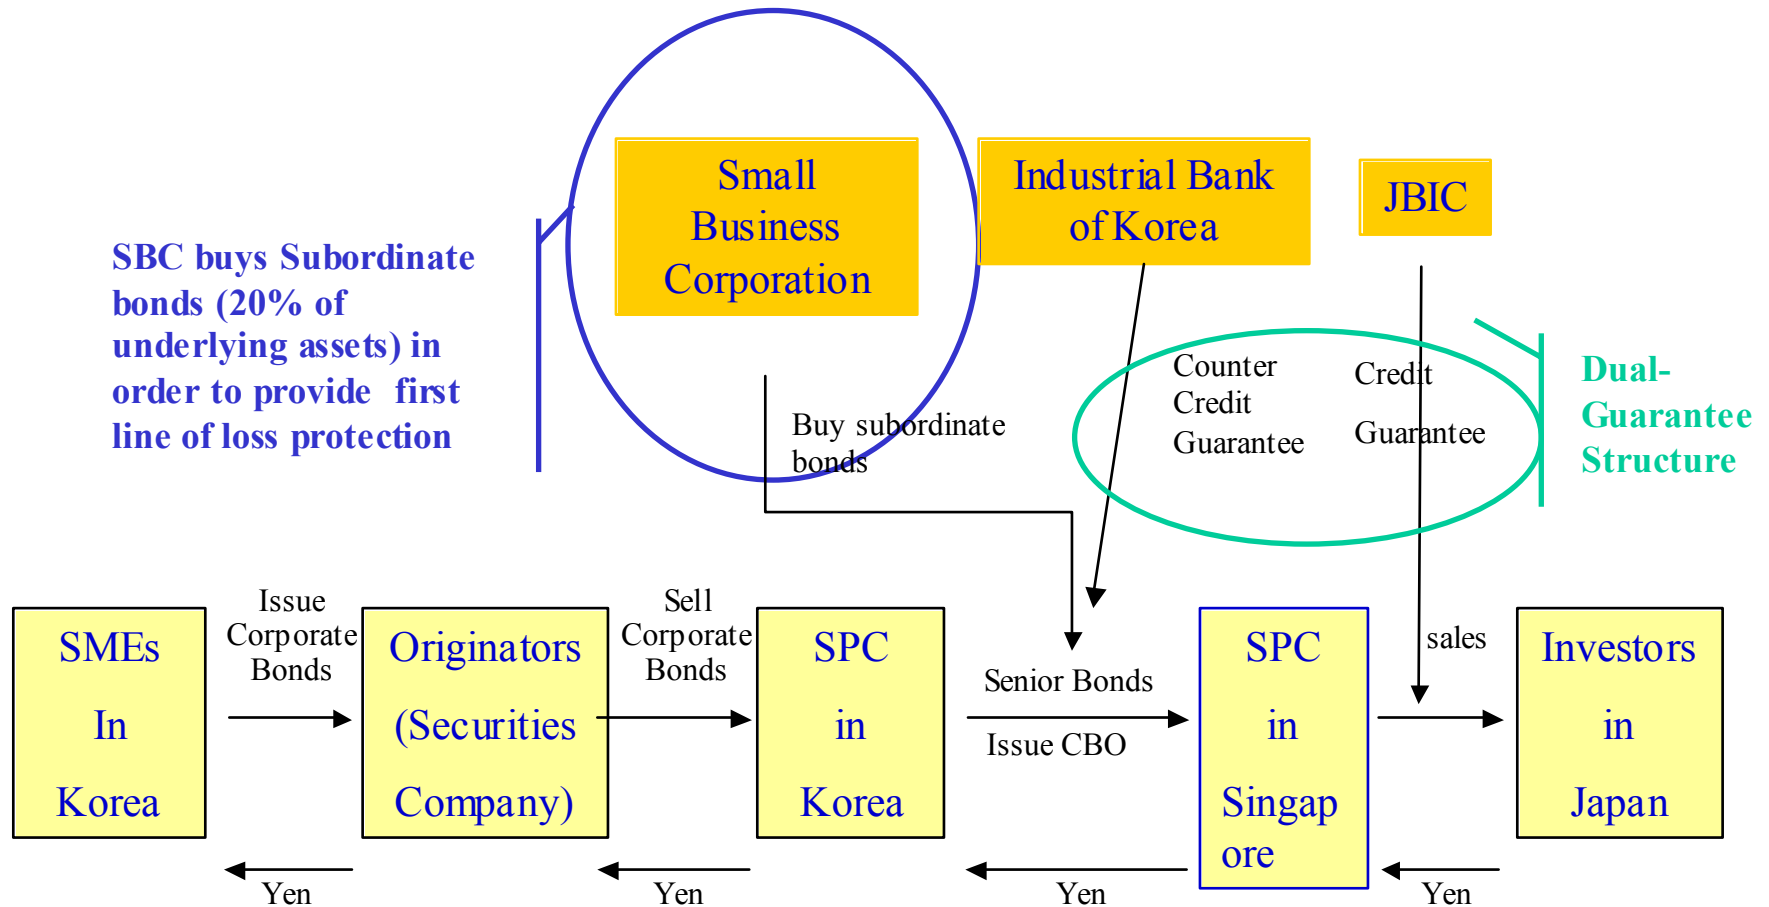 Small
Business
Corporation
Industrial Bank
of Korea
JBIC
SBC buys Subordinate
bonds (20% of
underlying assets) in
order to provide first
line of loss protection
Buy subordinate
bonds
Counter
Credit
Guarantee
Credit
Guarantee
Dual-
Guarantee
Structure
SMEs
In
Korea
Issue
Corporate
Bonds
Originators
(Securities
Company)
Sell
Corporate
Bonds
SPC
in
Korea
Senior Bonds
Issue CBO
SPC
in
Singap
ore
sales
Investors
in
Japan
Yen
Yen
Yen
Yen